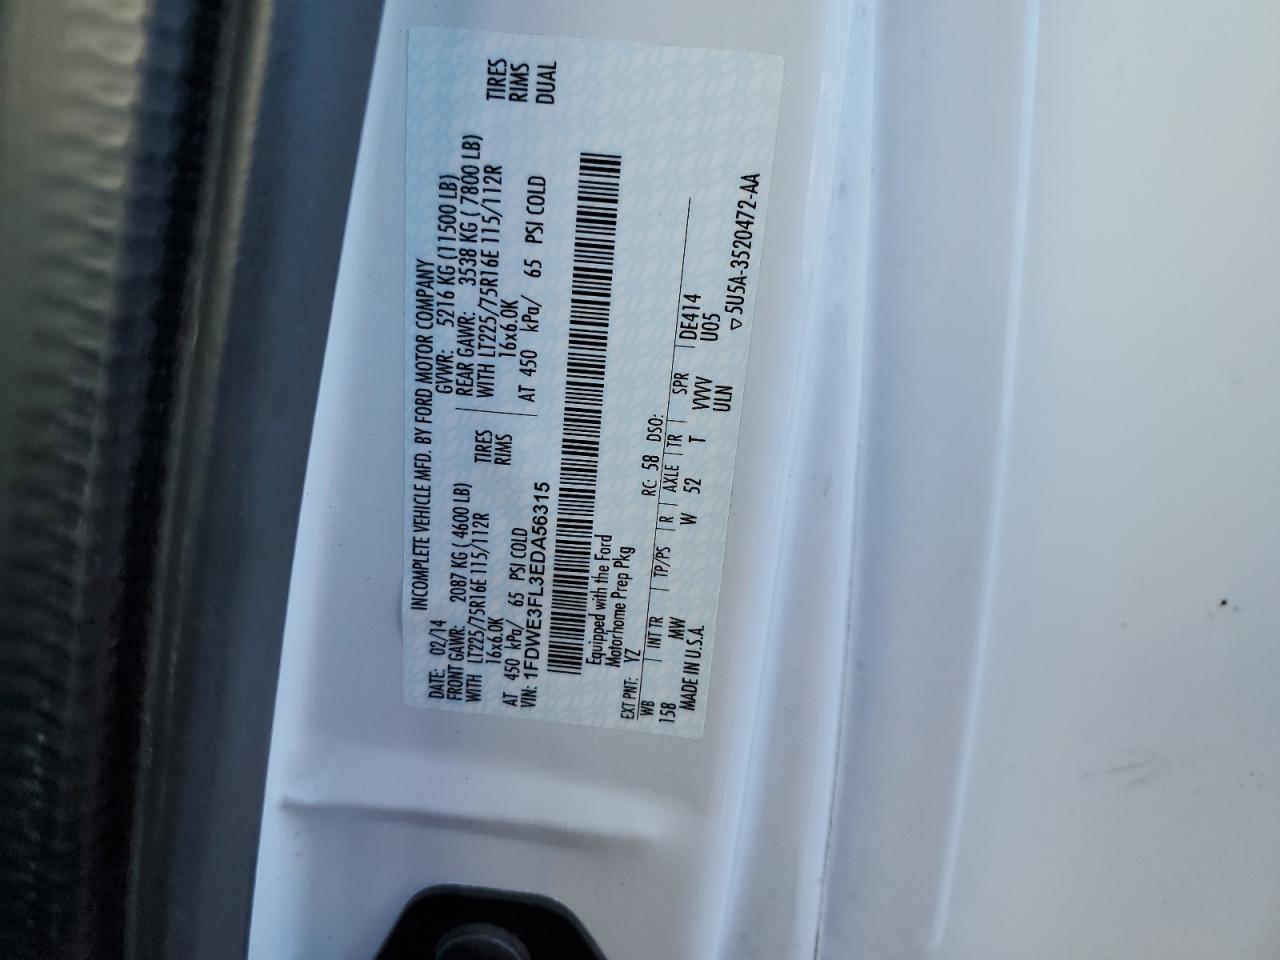 INCOMPLETE VEHICLE MFD. BY FORD MOTOR COMPANY
DATE: 02/14 GVWR: 5216 KG (11500 LB)
FRONT GAWR: 2087 KG ( 4600 LB) REAR GAWR: 3538 KG ( 7800 LB)
WITH LT225/75R16E 115/112R TIRES WITH LT225/75R16E 115/112R TIRES
16x6.0K RIMS 16x6.0K RIMS
AT 450 kPa/ 65 PSI COLD AT 450 kPa/ 65 PSI COLD DUAL
VIN: 1FDWE3FL3EDA56315
Equipped with the Ford
Motorhome Prep Pkg
EXT PNT: YZ RC: 58 DSO:
WB INT TR TP/PS R AXLE TR SPR DE414
158 MW W 52 T VVVV U05
MADE IN U.S.A. ULN
▽5U5A-3520472-AA